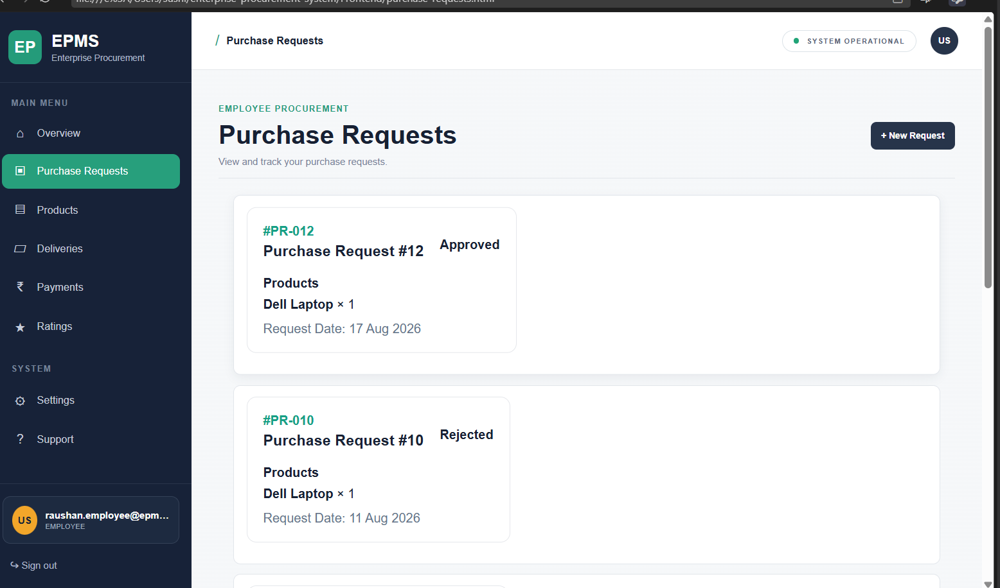 EP
EPMS
Enterprise Procurement
MAIN MENU
Overview
Purchase Requests
Products
Deliveries
₹ Payments
Ratings
SYSTEM
Settings
? Support
US
raushan.employee@epm...
EMPLOYEE
Sign out
/ Purchase Requests
SYSTEM OPERATIONAL
US
EMPLOYEE PROCUREMENT
Purchase Requests
+ New Request
View and track your purchase requests.
#PR-012
Purchase Request #12
Approved
Products
Dell Laptop × 1
Request Date: 17 Aug 2026
#PR-010
Purchase Request #10
Rejected
Products
Dell Laptop × 1
Request Date: 11 Aug 2026